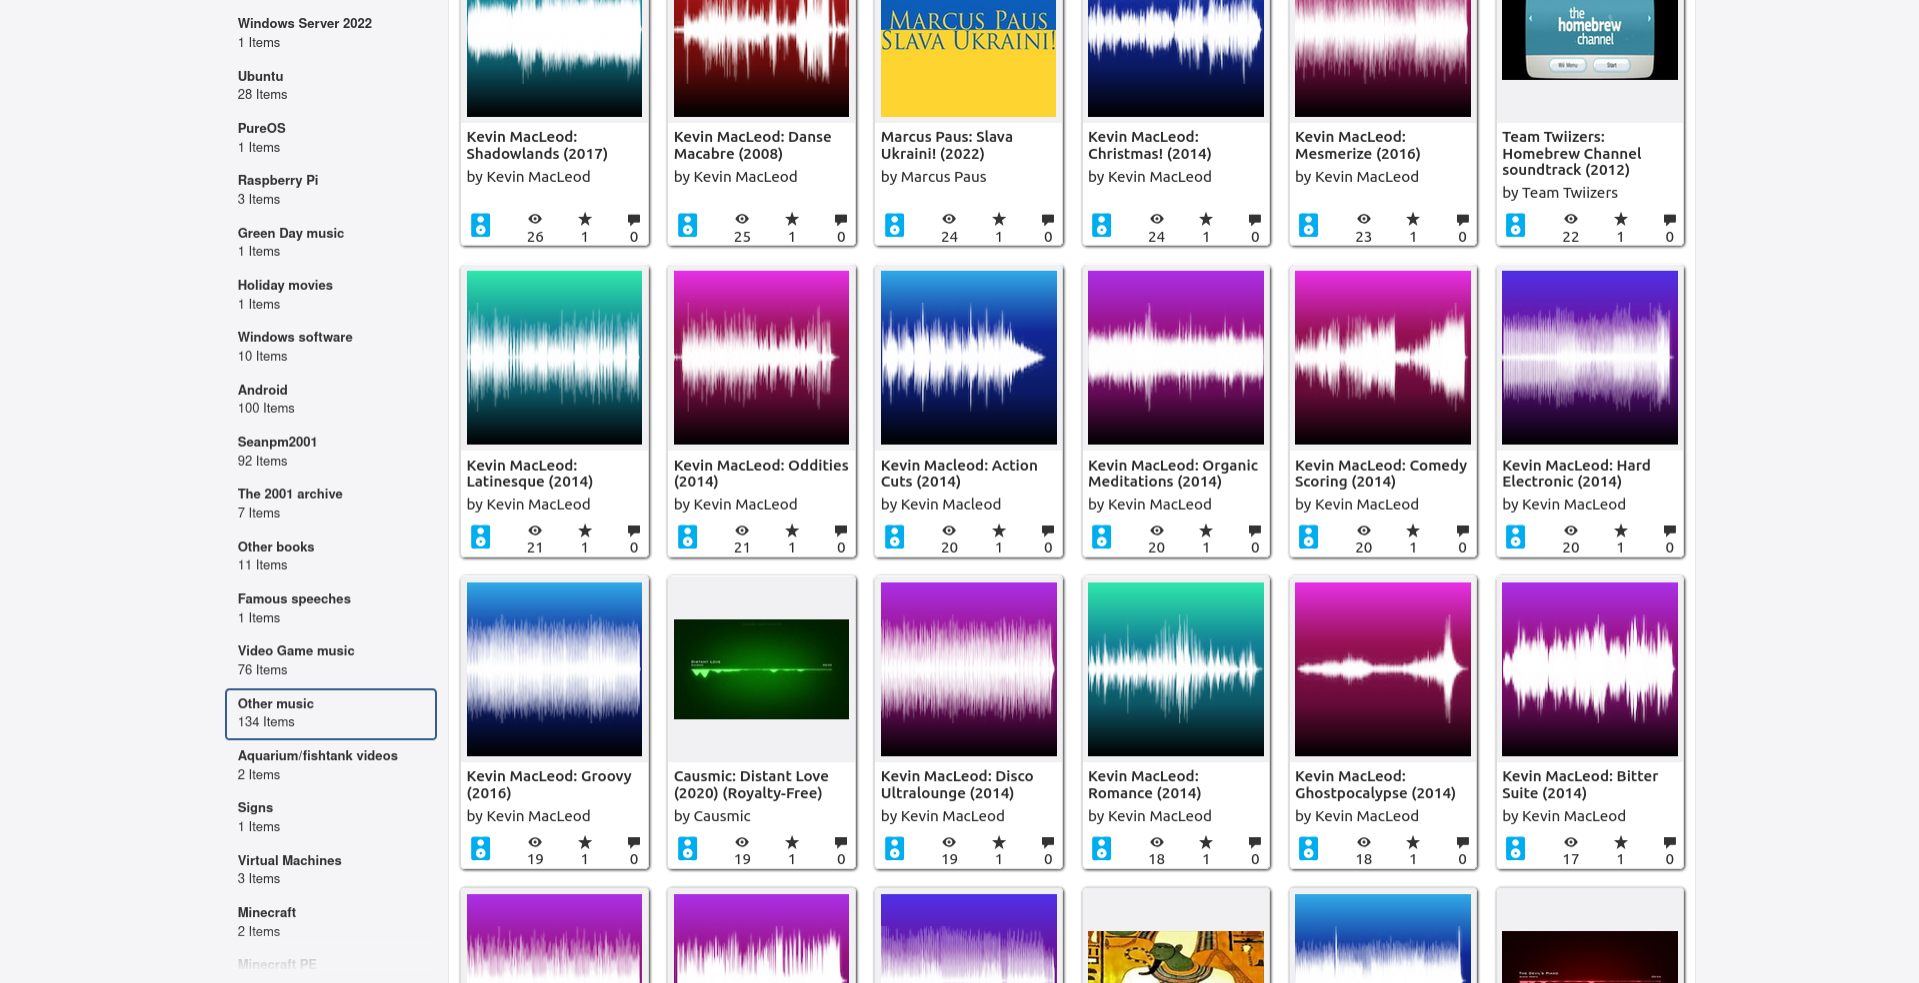 Windows Server 2022
1 Items
Ubuntu
28 Items
PureOS
1 Items
Raspberry Pi
3 Items
Green Day music
1 Items
Holiday movies
1 Items
Windows software
10 Items
Android
100 Items
Seanpm2001
92 Items
The 2001 archive
7 Items
Other books
11 Items
Famous speeches
1 Items
Video Game music
76 Items
Other music
134 Items
Aquarium/fishtank videos
2 Items
Signs
1 Items
Virtual Machines
3 Items
Minecraft
2 Items
Minecraft PE
Kevin MacLeod:
Shadowlands (2017)
by Kevin MacLeod
26 1 0
Kevin MacLeod: Danse
Macabre (2008)
by Kevin MacLeod
25 1 0
MARCUS PAUS
SLAVA UKRAINI!
Marcus Paus: Slava
Ukraini! (2022)
by Marcus Paus
24 1 0
Kevin MacLeod:
Christmas! (2014)
by Kevin MacLeod
24 1 0
Kevin MacLeod:
Mesmerize (2016)
by Kevin MacLeod
23 1 0
the
homebrew
channel
Wii Menu Start
Team Twiizers:
Homebrew Channel
soundtrack (2012)
by Team Twiizers
22 1 0
Kevin MacLeod:
Latinesque (2014)
by Kevin MacLeod
21 1 0
Kevin MacLeod: Oddities
(2014)
by Kevin MacLeod
21 1 0
Kevin Macleod: Action
Cuts (2014)
by Kevin Macleod
20 1 0
Kevin MacLeod: Organic
Meditations (2014)
by Kevin MacLeod
20 1 0
Kevin MacLeod: Comedy
Scoring (2014)
by Kevin MacLeod
20 1 0
Kevin MacLeod: Hard
Electronic (2014)
by Kevin MacLeod
20 1 0
Kevin MacLeod: Groovy
(2016)
by Kevin MacLeod
19 1 0
DISTANT LOVE
Causmic: Distant Love
(2020) (Royalty-Free)
by Causmic
19 1 0
Kevin MacLeod: Disco
Ultralounge (2014)
by Kevin MacLeod
19 1 0
Kevin MacLeod:
Romance (2014)
by Kevin MacLeod
18 1 0
Kevin MacLeod:
Ghostpocalypse (2014)
by Kevin MacLeod
18 1 0
Kevin MacLeod: Bitter
Suite (2014)
by Kevin MacLeod
17 1 0
THE DEVIL'S PIANO